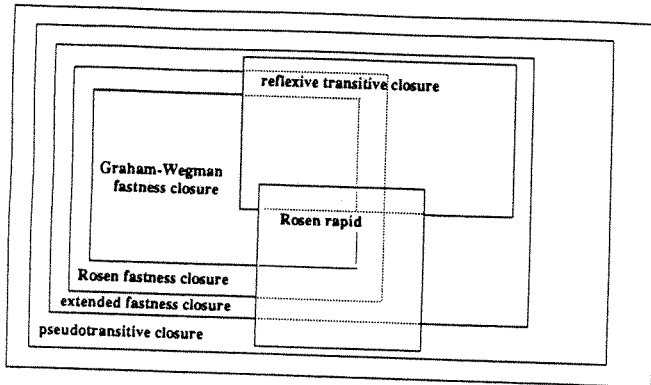 reflexive transitive closure
Graham-Wegman
fastness closure
Rosen rapid
Rosen fastness closure
extended fastness closure
pseudotransitive closure